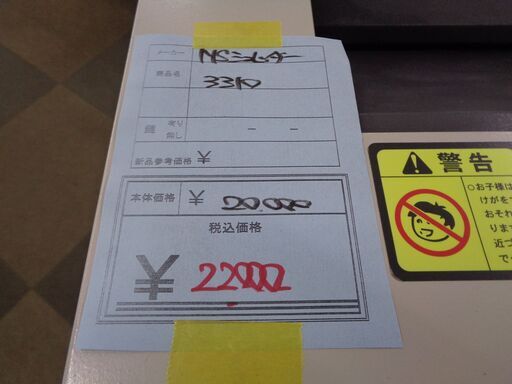 メーカー NSシュレッダー
商品名 3310
鍵 有り 無し － －
新品参考価格 ¥
本体価格 ¥ 20000
税込価格
¥ 22000
警告
○お子様は
けがをす
おそれ
りま
近づ
で く